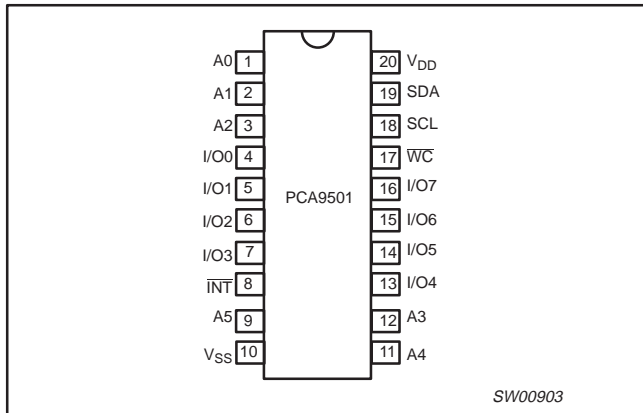 A0 1 20 VDD
A1 2 19 SDA
A2 3 18 SCL
I/O0 4 17 W̅C̅
I/O1 5 16 I/O7
PCA9501
I/O2 6 15 I/O6
I/O3 7 14 I/O5
I̅N̅T̅ 8 13 I/O4
A5 9 12 A3
VSS 10 11 A4
SW00903